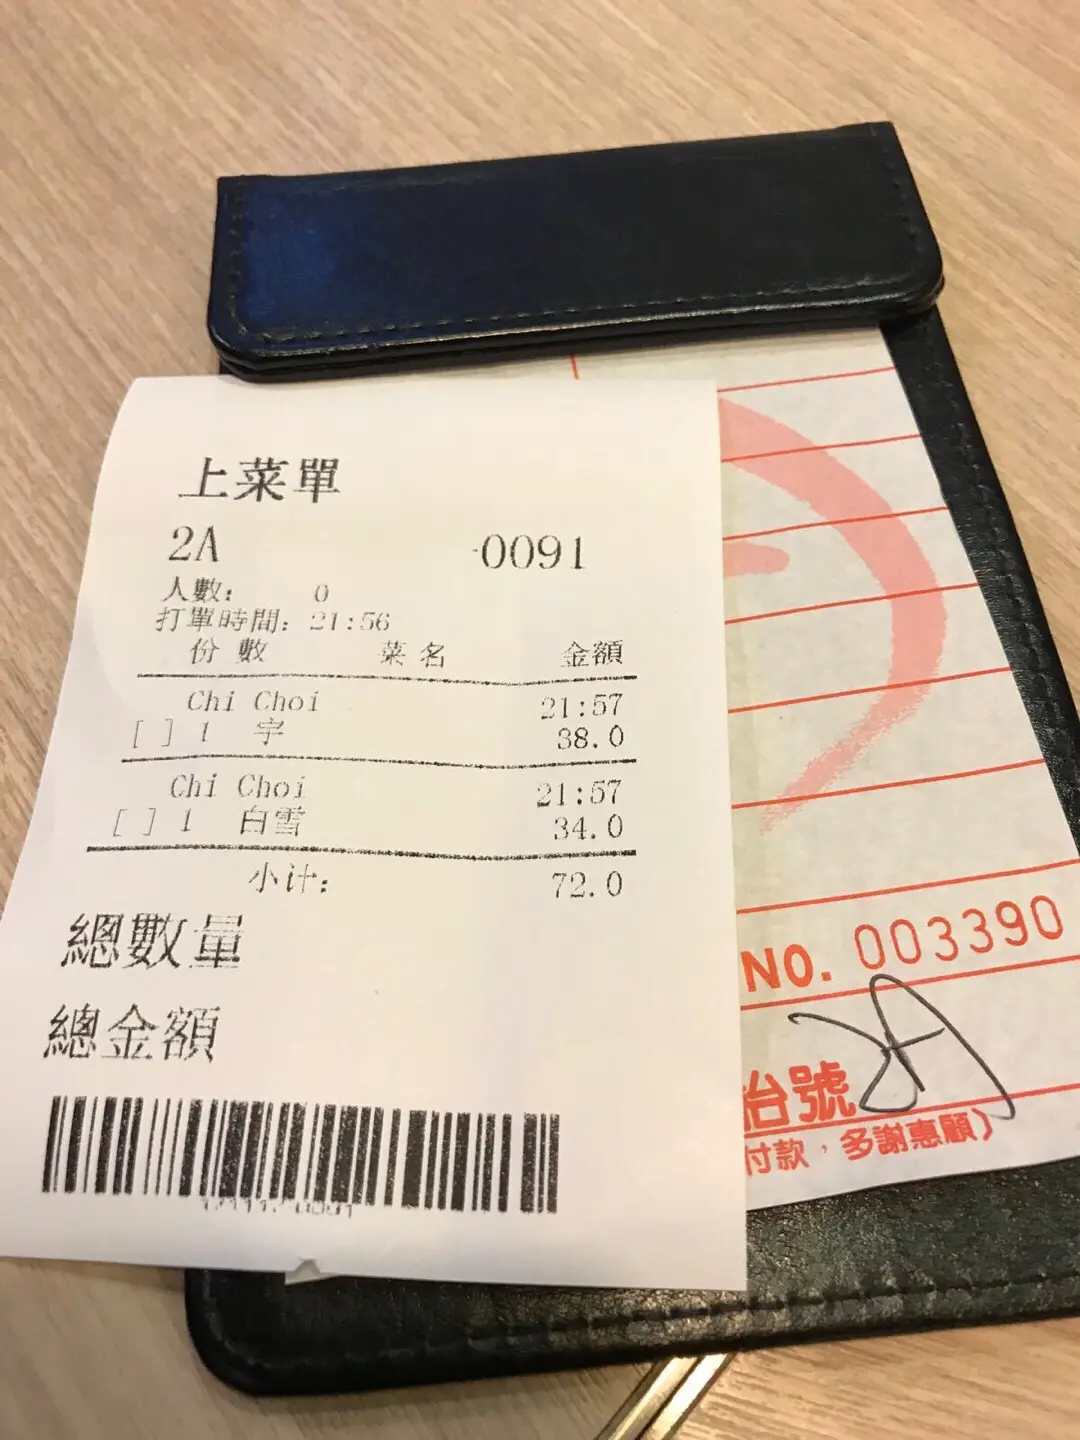 上菜單
2A 0091
人數: 0
打單時間: 21:56
份數 菜名 金額
Chi Choi 21:57
[ ] 1 宇 38.0
Chi Choi 21:57
[ ] 1 白雪 34.0
小计: 72.0
總數量
總金額
NO. 003390
台號 2A
付款，多謝惠顧)